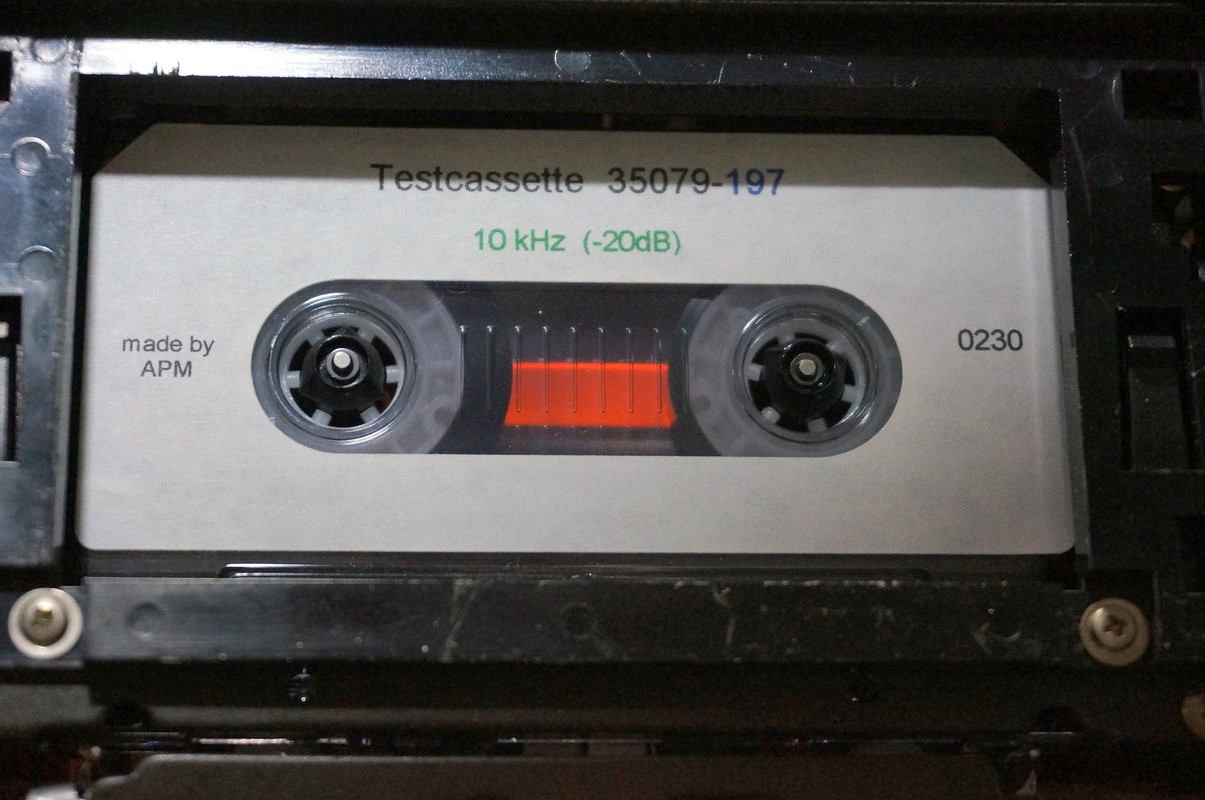 Testcassette 35079-197
10 kHz (-20dB)
made by
APM
0230